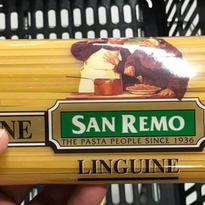 NE
SAN REMO
THE PASTA PEOPLE SINCE 1936
LINGUINE